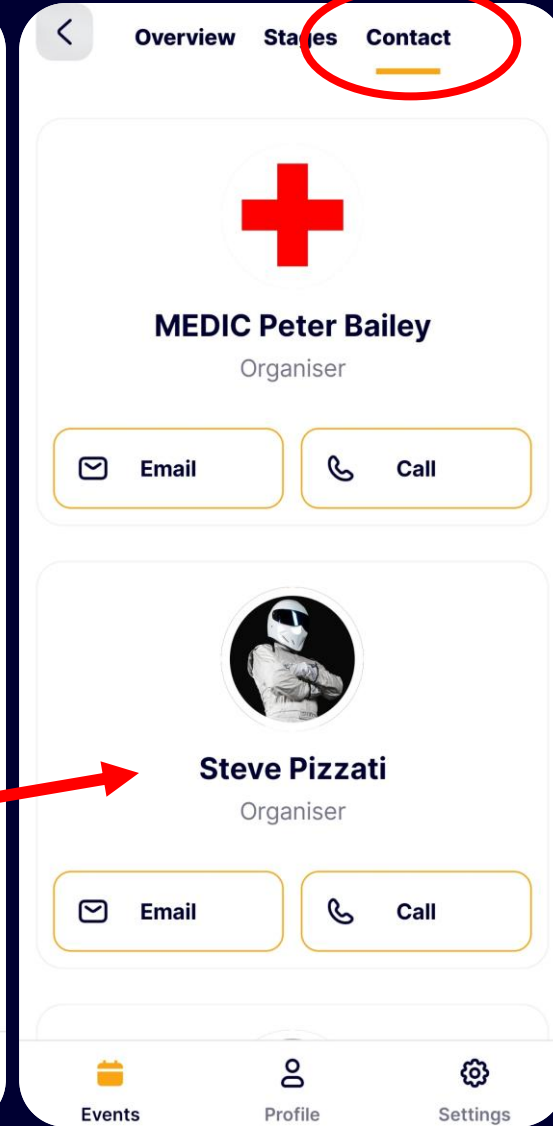 Overview Stages Contact
MEDIC Peter Bailey
Organiser
Email Call
Steve Pizzati
Organiser
Email Call
Events Profile Settings